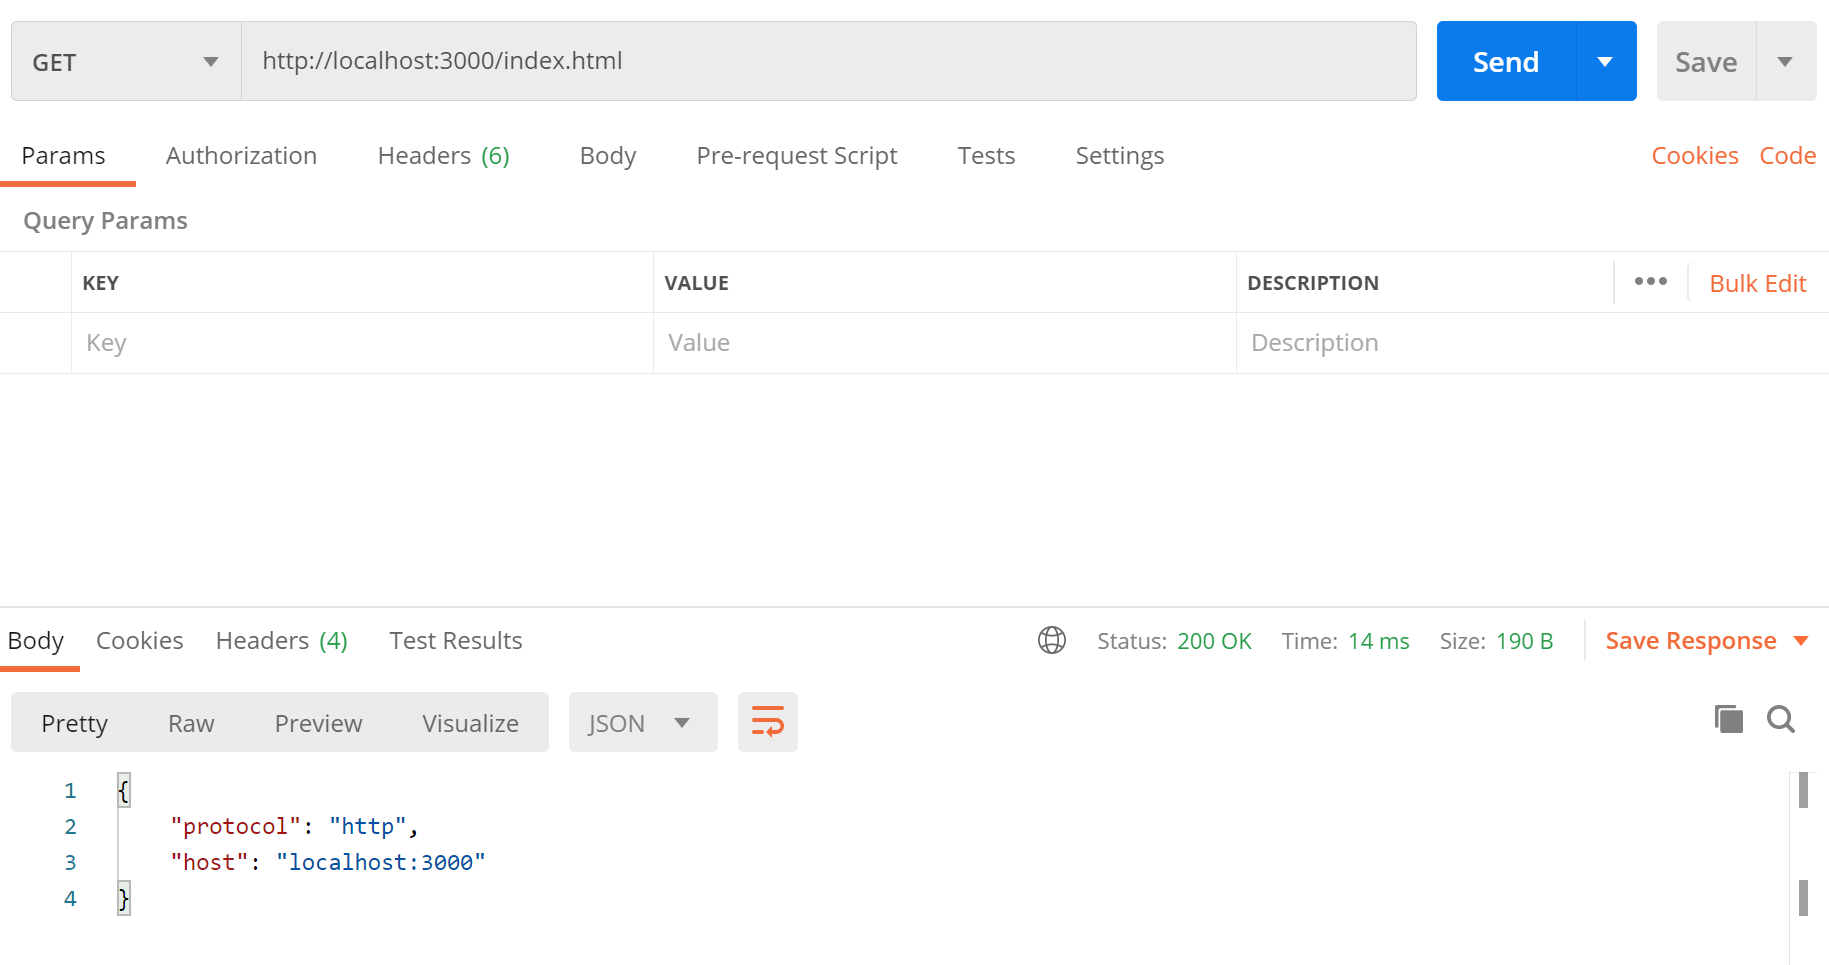 GET http://localhost:3000/index.html Send Save
Params Authorization Headers (6) Body Pre-request Script Tests Settings Cookies Code
Query Params
KEY VALUE DESCRIPTION ••• Bulk Edit
Key Value Description
Body Cookies Headers (4) Test Results Status: 200 OK Time: 14 ms Size: 190 B Save Response
Pretty Raw Preview Visualize JSON
1 {
2 "protocol": "http",
3 "host": "localhost:3000"
4 }